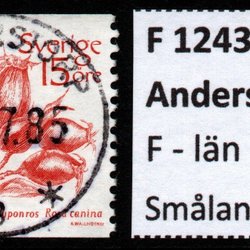 Sverige
15 öre
7.85
Nyponros Rosa canina
F 1243
Anders
F - län
Smålan